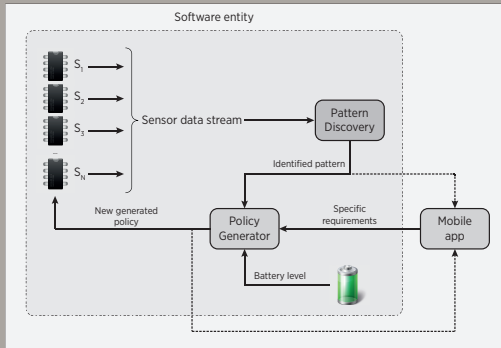 Software entity
S1
S2
S3
...
SN
Sensor data stream
Pattern
Discovery
Identified pattern
New generated
policy
Policy
Generator
Specific
requirements
Mobile
app
Battery level